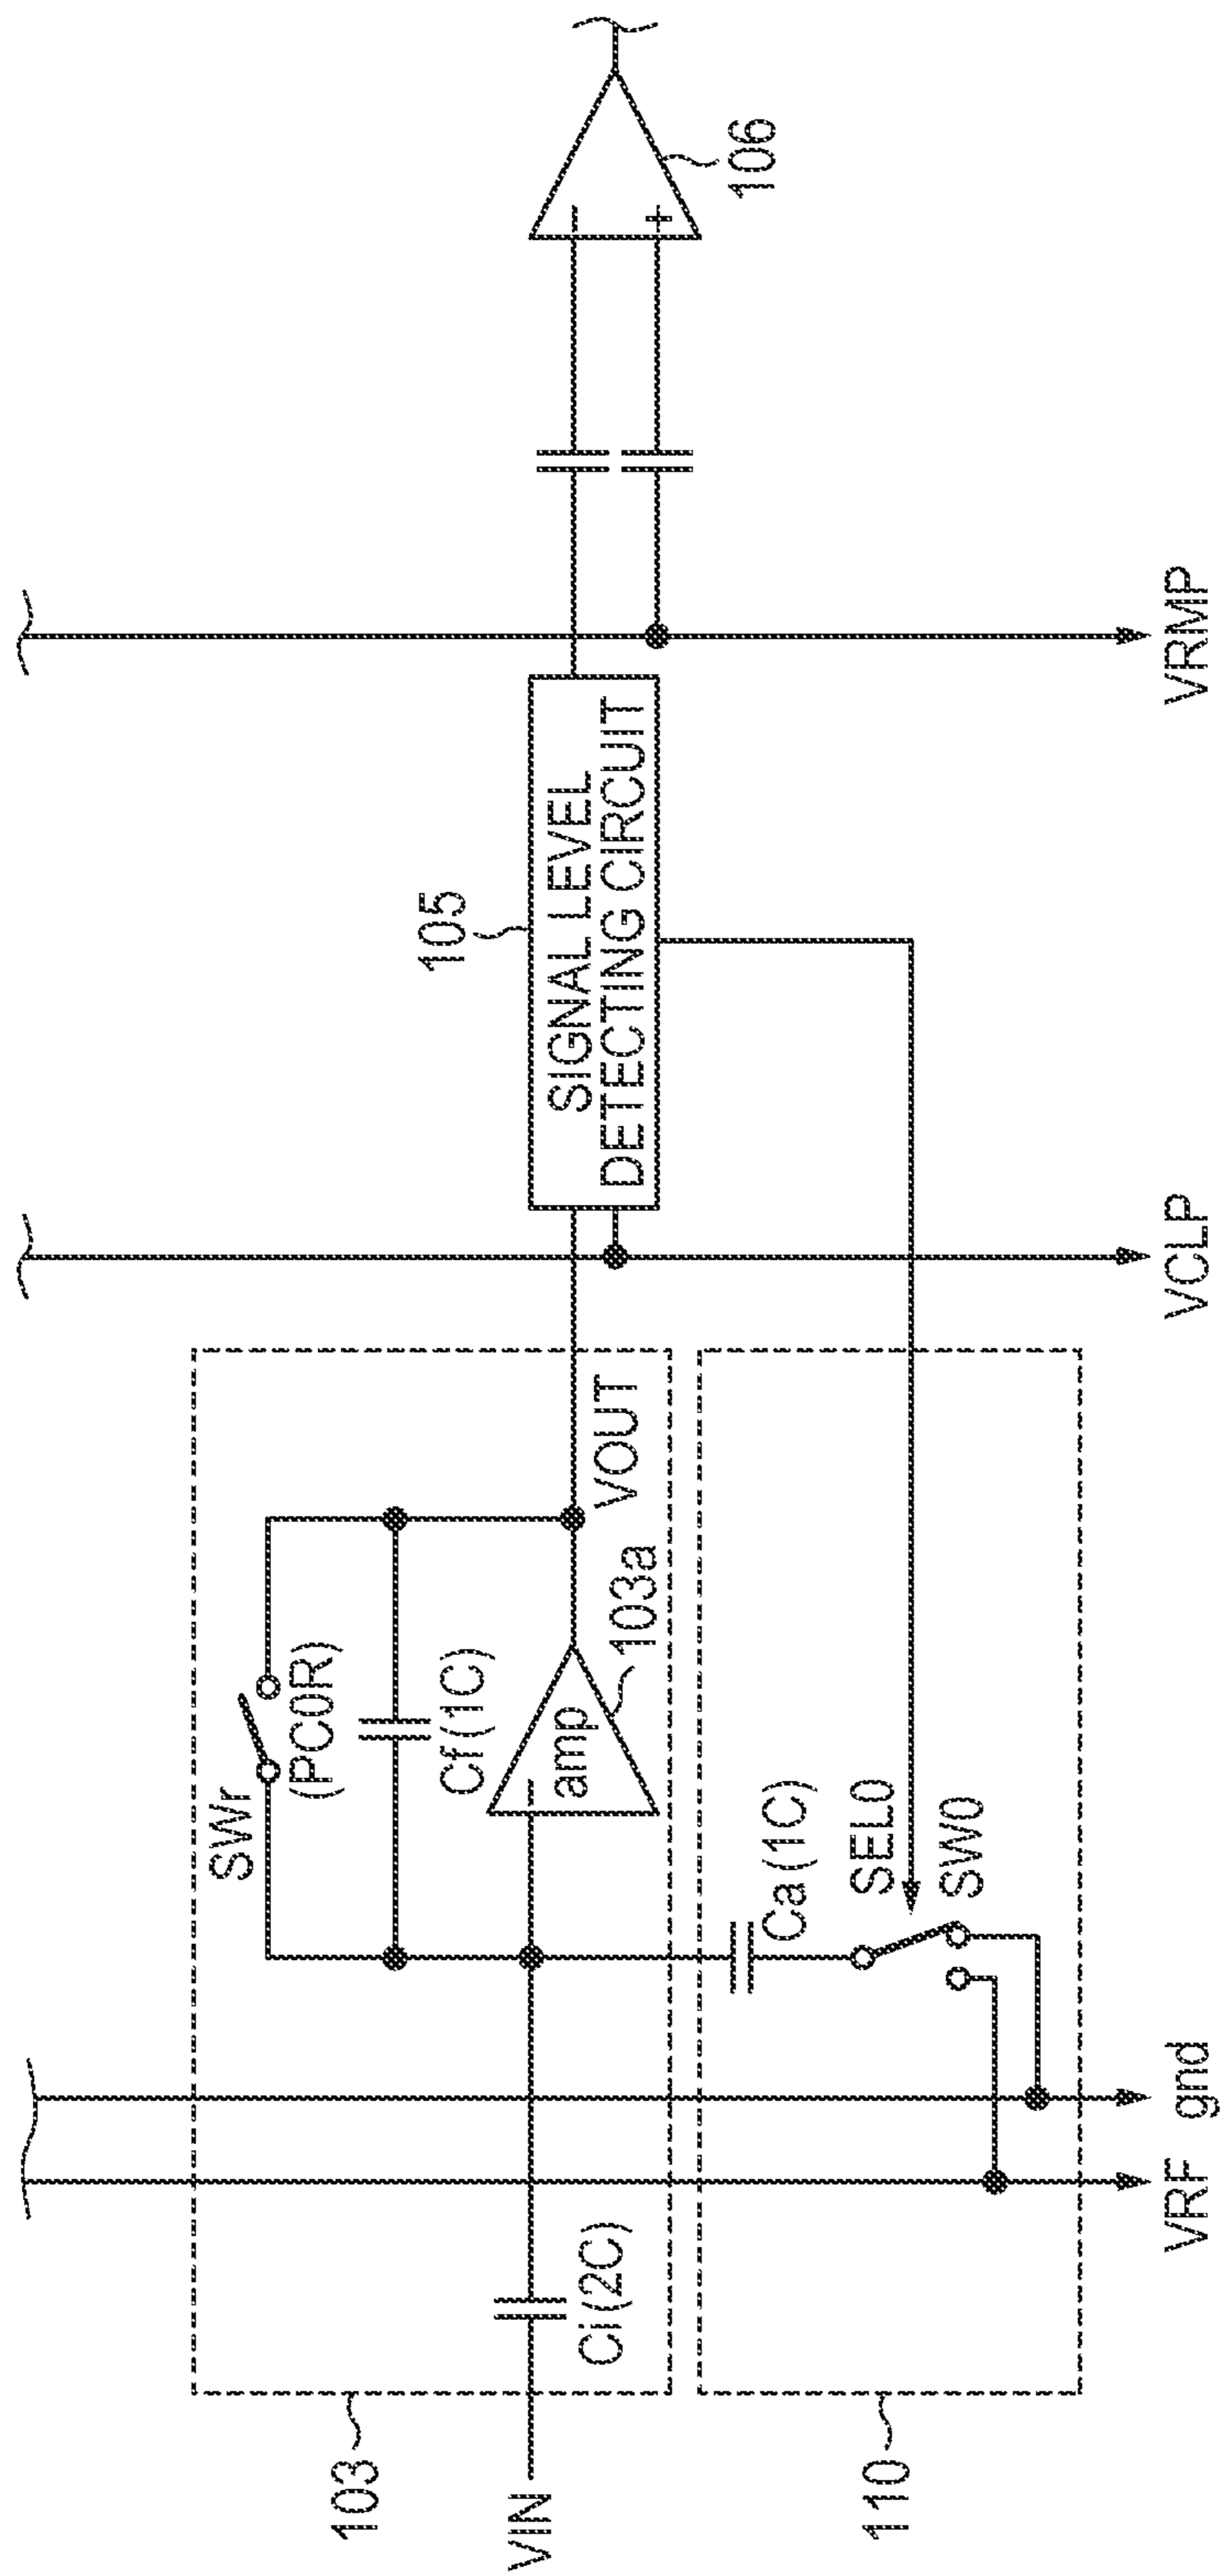 103
SWr
(PC0R)
Cf (1C)
amp
−
103a
VOUT
VIN
Ci (2C)
105
SIGNAL LEVEL
DETECTING CIRCUIT
−
+
106
110
Ca (1C)
SEL0
SW0
VRF
gnd
VCLP
VRMP